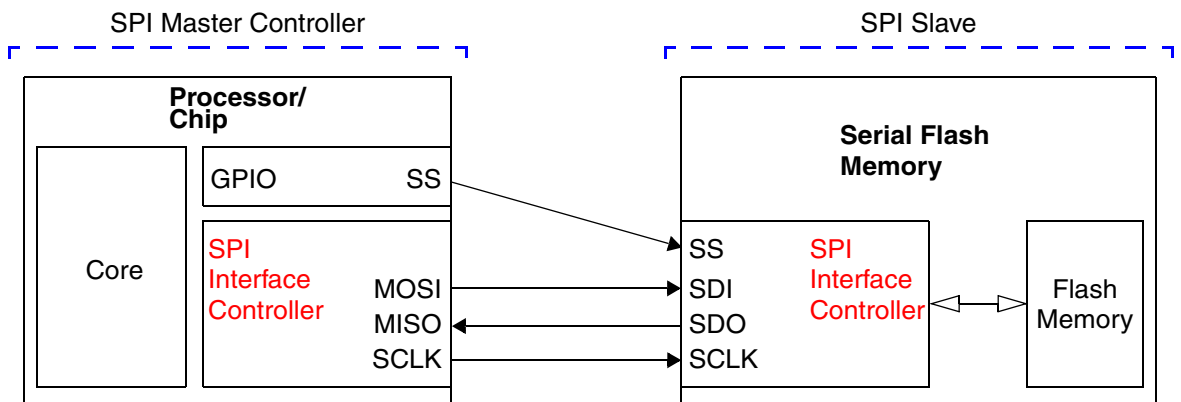 SPI Master Controller
SPI Slave
Processor/
Chip
Core
GPIO SS
SPI
Interface
Controller
MOSI
MISO
SCLK
Serial Flash
Memory
SS
SDI
SDO
SCLK
SPI
Interface
Controller
Flash
Memory